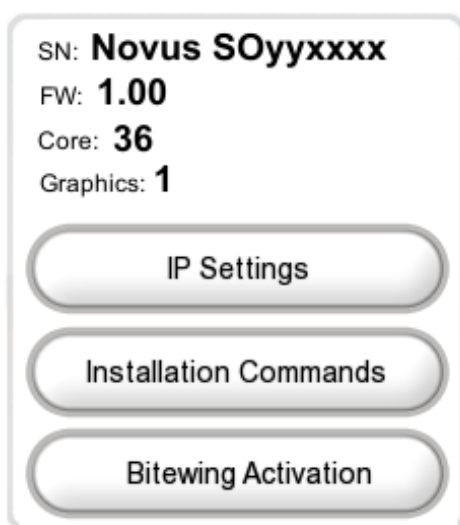 SN: Novus SOyyxxxx
FW: 1.00
Core: 36
Graphics: 1
IP Settings
Installation Commands
Bitewing Activation